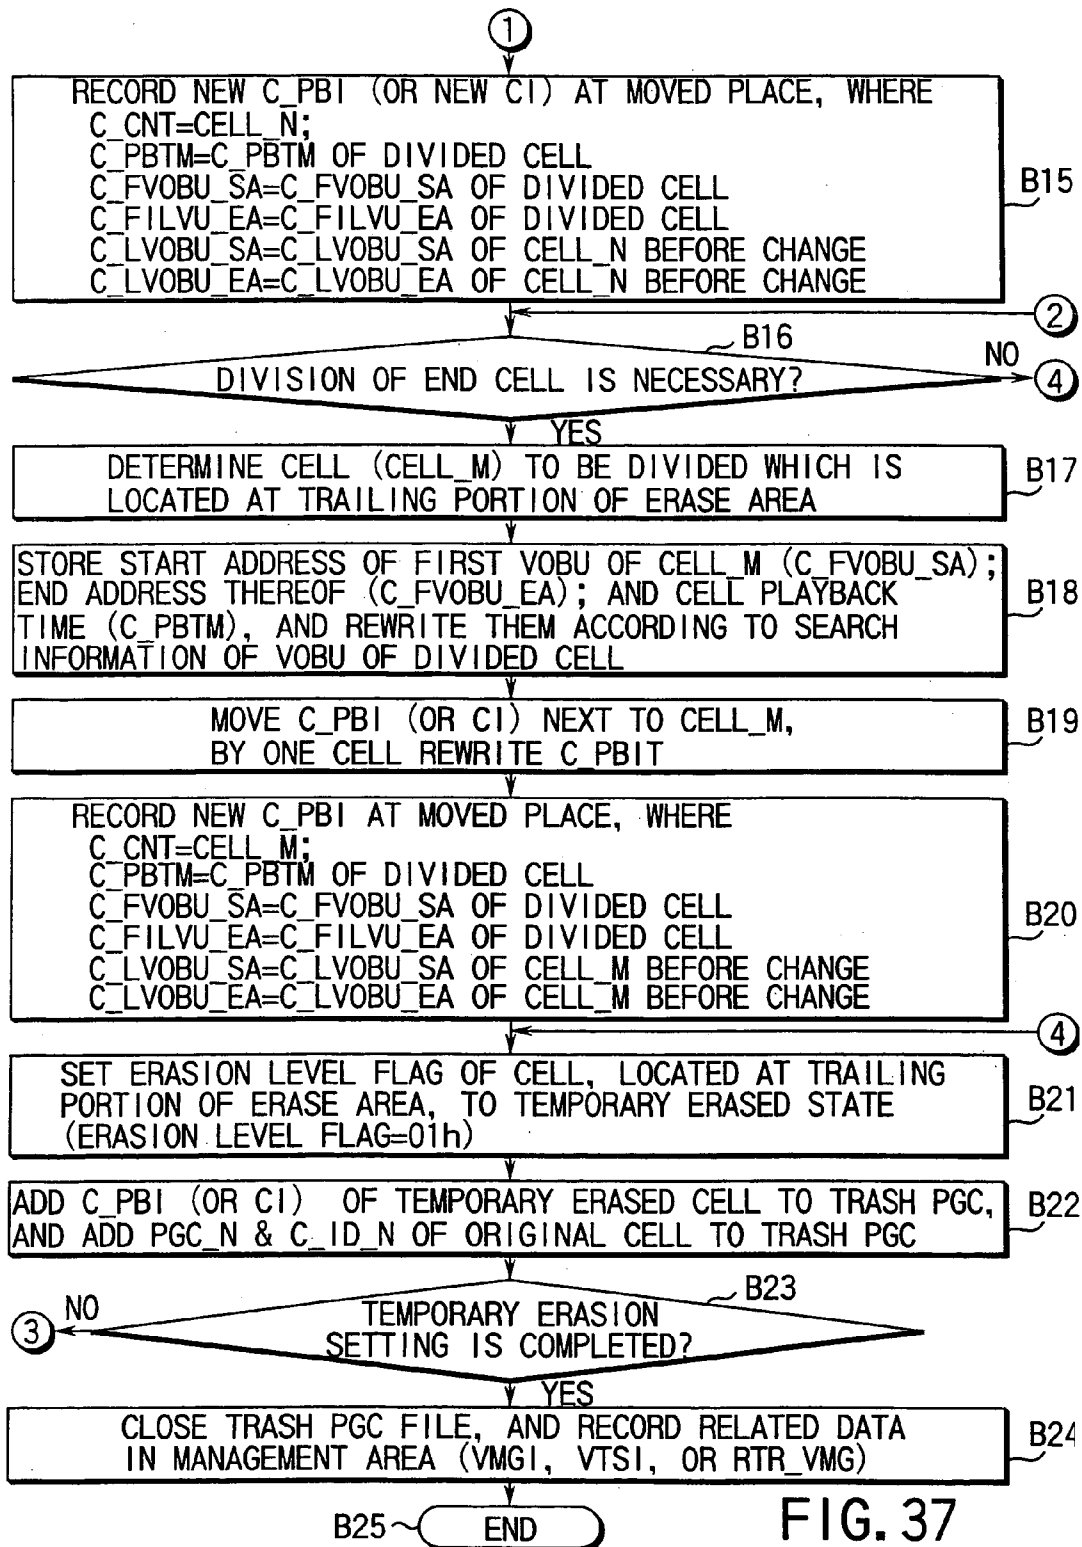 1
RECORD NEW C_PBI (OR NEW CI) AT MOVED PLACE, WHERE
C_CNT=CELL_N;
C_PBTM=C_PBTM OF DIVIDED CELL
C_FVOBU_SA=C_FVOBU_SA OF DIVIDED CELL
C_FILVU_EA=C_FILVU_EA OF DIVIDED CELL
C_LVOBU_SA=C_LVOBU_SA OF CELL_N BEFORE CHANGE
C_LVOBU_EA=C_LVOBU_EA OF CELL_N BEFORE CHANGE
B15
2
B16
DIVISION OF END CELL IS NECESSARY?
NO
4
YES
DETERMINE CELL (CELL_M) TO BE DIVIDED WHICH IS
LOCATED AT TRAILING PORTION OF ERASE AREA
B17
STORE START ADDRESS OF FIRST VOBU OF CELL_M (C_FVOBU_SA);
END ADDRESS THEREOF (C_FVOBU_EA); AND CELL PLAYBACK
TIME (C_PBTM), AND REWRITE THEM ACCORDING TO SEARCH
INFORMATION OF VOBU OF DIVIDED CELL
B18
MOVE C_PBI (OR CI) NEXT TO CELL_M,
BY ONE CELL REWRITE C_PBIT
B19
RECORD NEW C_PBI AT MOVED PLACE, WHERE
C_CNT=CELL_M;
C_PBTM=C_PBTM OF DIVIDED CELL
C_FVOBU_SA=C_FVOBU_SA OF DIVIDED CELL
C_FILVU_EA=C_FILVU_EA OF DIVIDED CELL
C_LVOBU_SA=C_LVOBU_SA OF CELL_M BEFORE CHANGE
C_LVOBU_EA=C_LVOBU_EA OF CELL_M BEFORE CHANGE
B20
4
SET ERASION LEVEL FLAG OF CELL, LOCATED AT TRAILING
PORTION OF ERASE AREA, TO TEMPORARY ERASED STATE
(ERASION LEVEL FLAG=01h)
B21
ADD C_PBI (OR CI) OF TEMPORARY ERASED CELL TO TRASH PGC,
AND ADD PGC_N & C_ID_N OF ORIGINAL CELL TO TRASH PGC
B22
B23
TEMPORARY ERASION
SETTING IS COMPLETED?
NO
3
YES
CLOSE TRASH PGC FILE, AND RECORD RELATED DATA
IN MANAGEMENT AREA (VMGI, VTSI, OR RTR_VMG)
B24
B25
END
FIG. 37